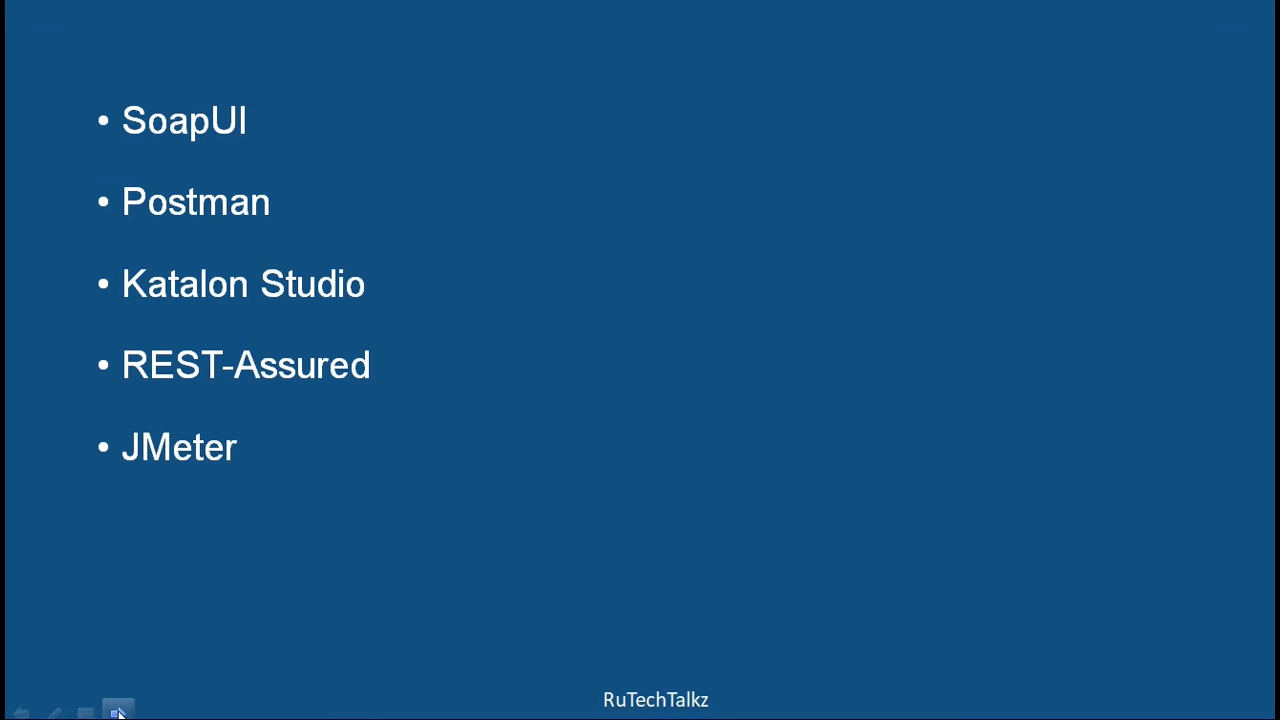 • SoapUI
• Postman
• Katalon Studio
• REST-Assured
• JMeter
RuTechTalkz